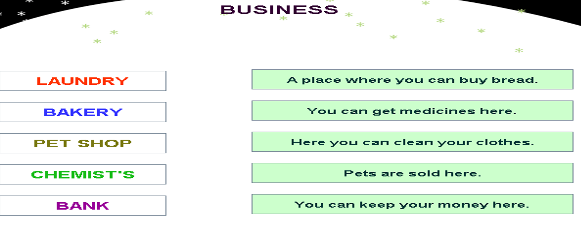 BUSINESS
LAUNDRY
A place where you can buy bread.
BAKERY
You can get medicines here.
PET SHOP
Here you can clean your clothes.
CHEMIST'S
Pets are sold here.
BANK
You can keep your money here.